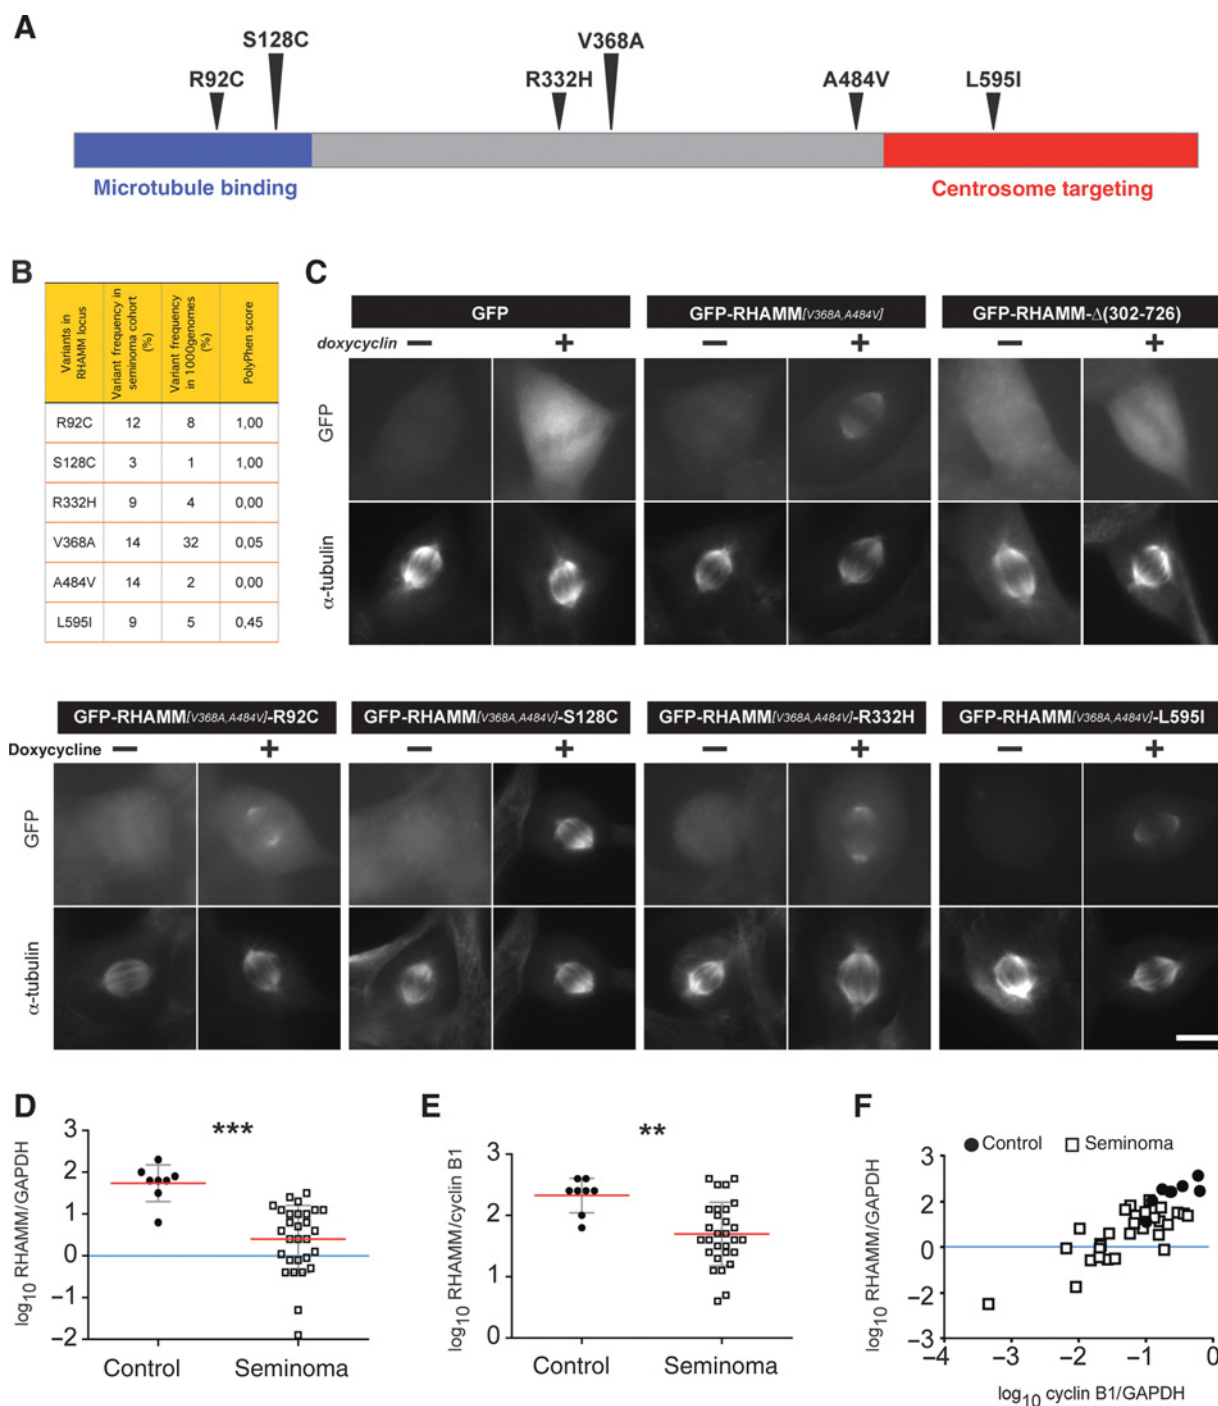 A
S128C
V368A
R92C
R332H
A484V
L595I
Microtubule binding
Centrosome targeting
B
Variants in RHAMM locus
Variant frequency in seminoma cohort (%)
Variant frequency in 1000genomes (%)
PolyPhen score
R92C 12 8 1,00
S128C 3 1 1,00
R332H 9 4 0,00
V368A 14 32 0,05
A484V 14 2 0,00
L595I 9 5 0,45
C
GFP
GFP-RHAMM[V368A,A484V]
GFP-RHAMM-Δ(302-726)
doxycyclin − + − + − +
GFP
α-tubulin
GFP-RHAMM[V368A,A484V]-R92C
GFP-RHAMM[V368A,A484V]-S128C
GFP-RHAMM[V368A,A484V]-R332H
GFP-RHAMM[V368A,A484V]-L595I
Doxycycline − + − + − + − +
GFP
α-tubulin
D
***
log10 RHAMM/GAPDH
3
2
1
0
−1
−2
Control Seminoma
E
**
log10 RHAMM/cyclin B1
3
2
1
0
Control Seminoma
F
Control Seminoma
log10 RHAMM/GAPDH
3
2
0
−2
−3
−4 −3 −2 −1 0
log10 cyclin B1/GAPDH